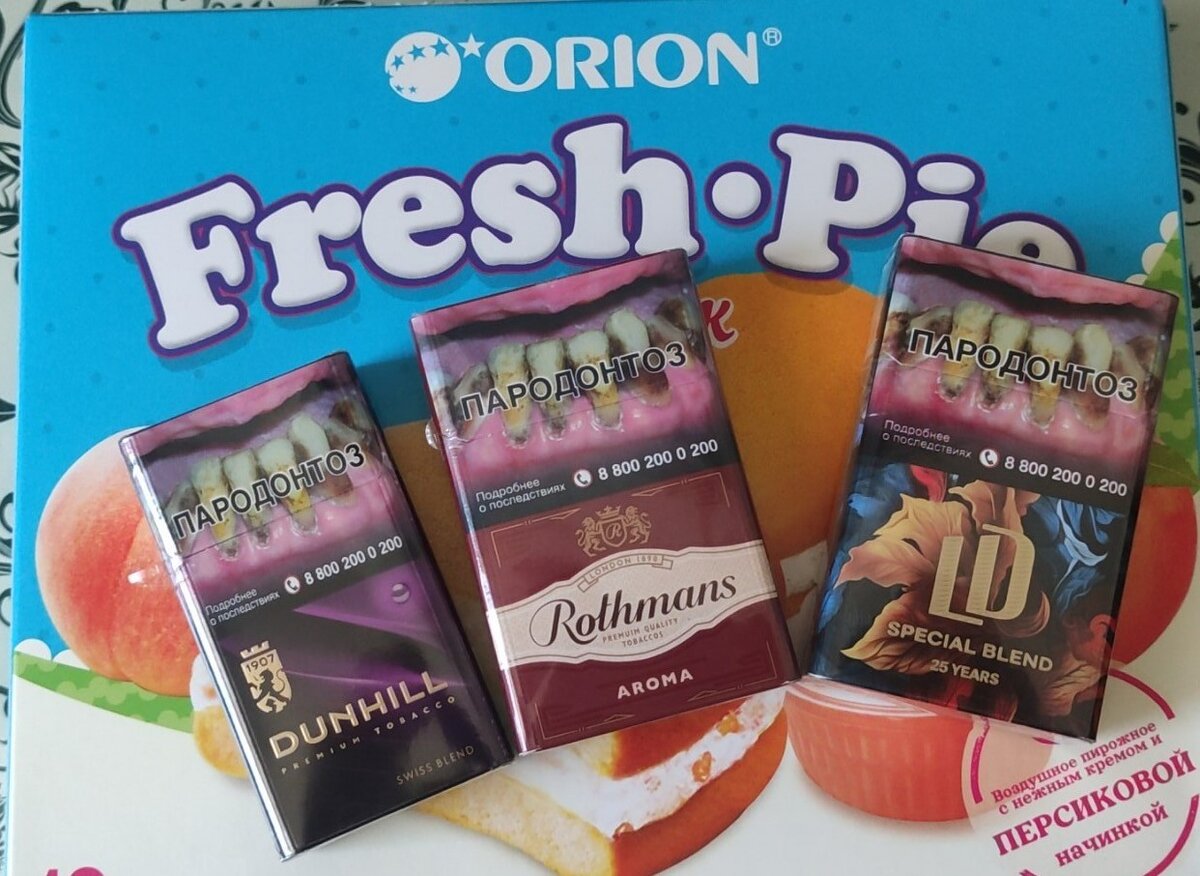 ORION®
Fresh·Pie
ПАРОДОНТОЗ
Подробнее
о последствиях
8 800 200 0 200
1907
DUNHILL
PREMIUM TOBACCO
SWISS BLEND
ПАРОДОНТОЗ
Подробнее
о последствиях
8 800 200 0 200
R
LONDON 1890
Rothmans
PREMIUM QUALITY
TOBACCOS
AROMA
ПАРОДОНТОЗ
Подробнее
о последствиях
8 800 200 0 200
LD
SPECIAL BLEND
25 YEARS
Воздушное пирожное
с нежным кремом и
ПЕРСИКОВОЙ
начинкой